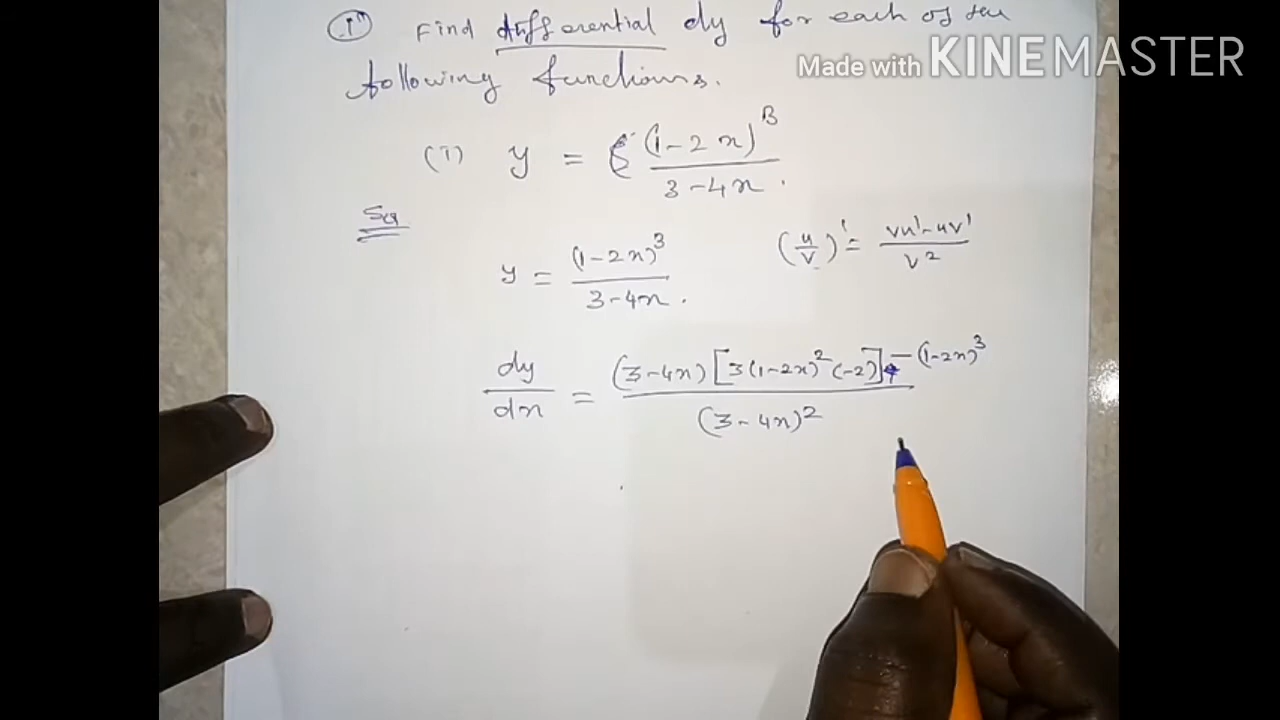 (1) Find differential dy for each of the
Made with KINEMASTER
following functions.
(I) y = (1-2x)^3 / 3-4x.
Sol
y = (1-2x)^3 / 3-4x.
(u/v)' = vu'-uv' / v^2
dy/dx = (3-4x)[3(1-2x)^2(-2)] - (1-2x)^3 / (3-4x)^2